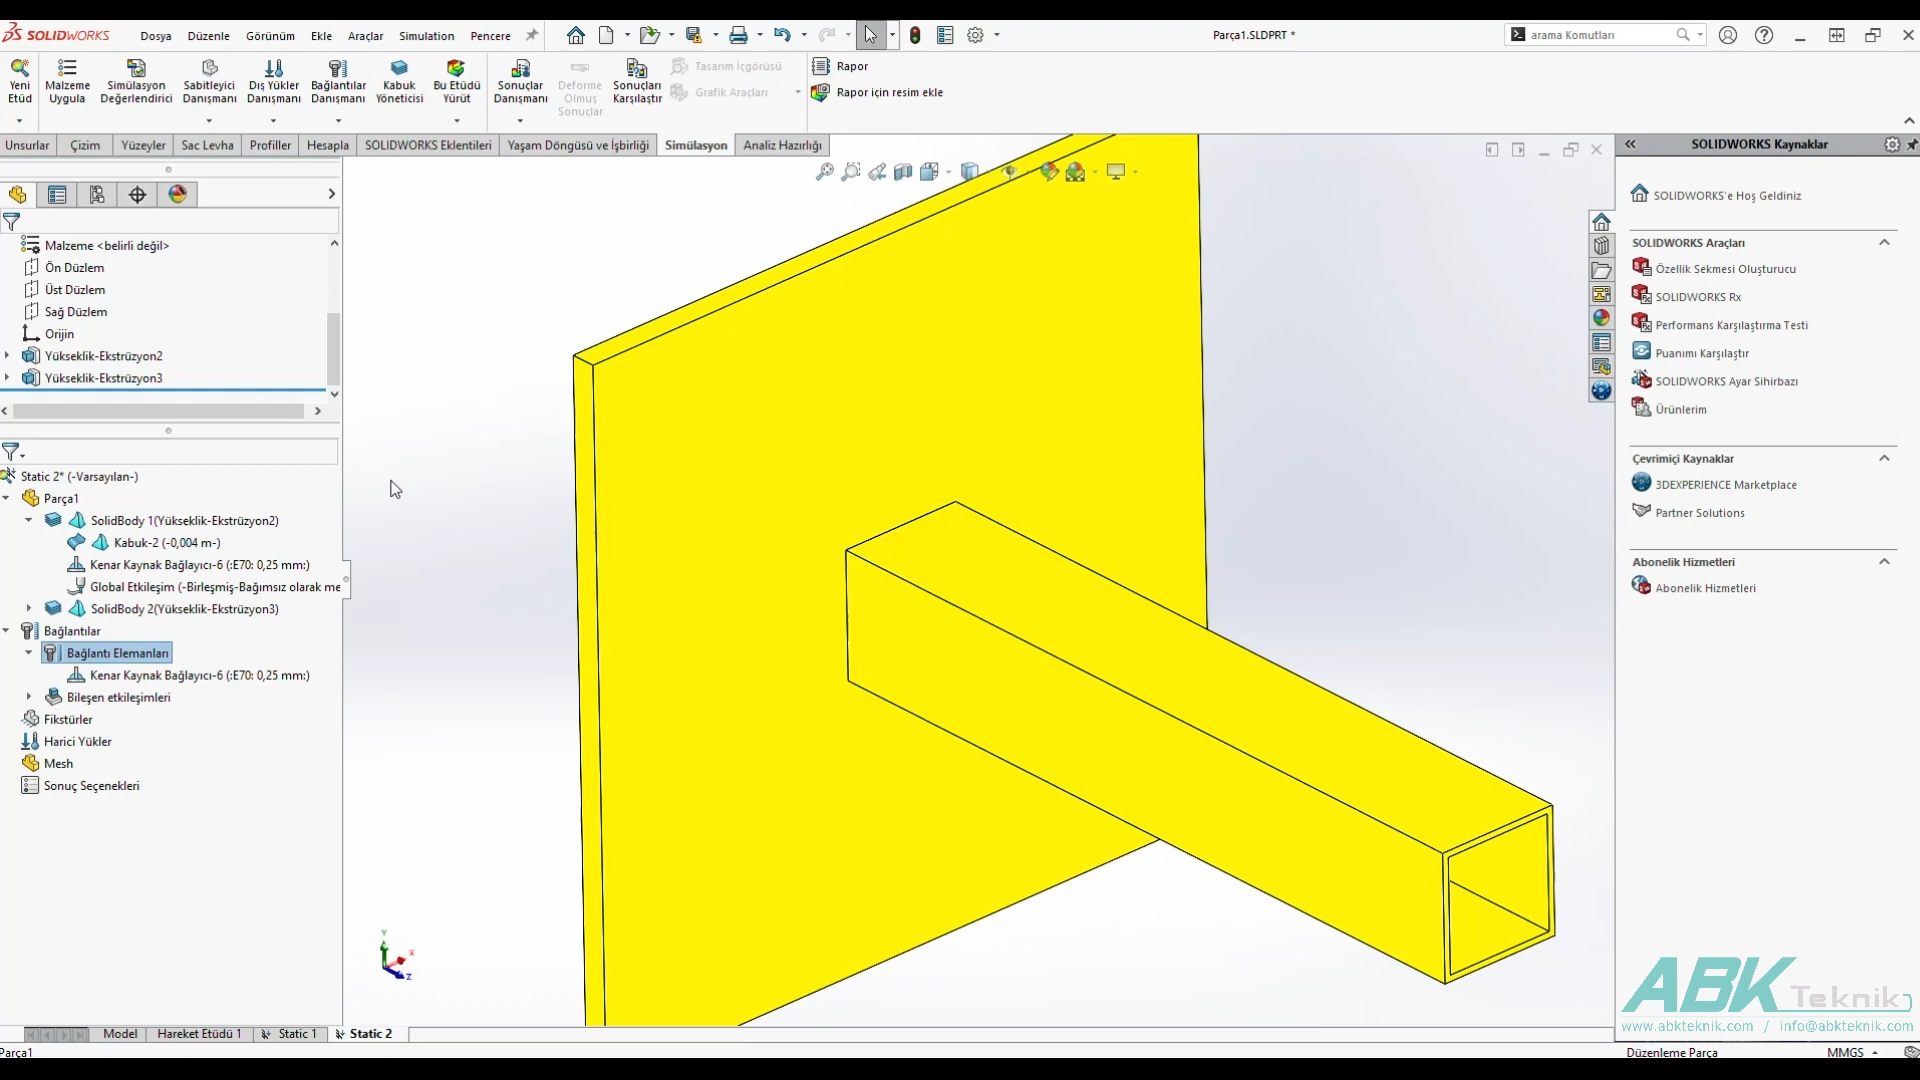 SOLIDWORKS
Dosya Düzenle Görünüm Ekle Araçlar Simulation Pencere
Parça1.SLDPRT *
arama Komutları
Yeni Etüd
Malzeme Uygula
Simülasyon Değerlendirici
Sabitleyici Danışmanı
Dış Yükler Danışmanı
Bağlantılar Danışmanı
Kabuk Yöneticisi
Bu Etüdü Yürüt
Sonuçlar Danışmanı
Deforme Olmuş Sonuçlar
Sonuçları Karşılaştır
Tasarım İçgörüsü
Grafik Araçları
Rapor
Rapor için resim ekle
Unsurlar Çizim Yüzeyler Sac Levha Profiller Hesapla SOLIDWORKS Eklentileri Yaşam Döngüsü ve İşbirliği Simülasyon Analiz Hazırlığı
Malzeme <belirli değil>
Ön Düzlem
Üst Düzlem
Sağ Düzlem
Orijin
Yükseklik-Ekstrüzyon2
Yükseklik-Ekstrüzyon3
Static 2* (-Varsayılan-)
Parça1
SolidBody 1(Yükseklik-Ekstrüzyon2)
Kabuk-2 (-0,004 m-)
Kenar Kaynak Bağlayıcı-6 (:E70: 0,25 mm:)
Global Etkileşim (-Birleşmiş-Bağımsız olarak me
SolidBody 2(Yükseklik-Ekstrüzyon3)
Bağlantılar
Bağlantı Elemanları
Kenar Kaynak Bağlayıcı-6 (:E70: 0,25 mm:)
Bileşen etkileşimleri
Fikstürler
Harici Yükler
Mesh
Sonuç Seçenekleri
Y
X
Z
SOLIDWORKS Kaynaklar
SOLIDWORKS'e Hoş Geldiniz
SOLIDWORKS Araçları
Özellik Sekmesi Oluşturucu
SOLIDWORKS Rx
Performans Karşılaştırma Testi
Puanımı Karşılaştır
SOLIDWORKS Ayar Sihirbazı
Ürünlerim
Çevrimiçi Kaynaklar
3DEXPERIENCE Marketplace
Partner Solutions
Abonelik Hizmetleri
Abonelik Hizmetleri
ABK Teknik
www.abkteknik.com / info@abkteknik.com
Model Hareket Etüdü 1 Static 1 Static 2
Parça1
Düzenleme Parça
MMGS